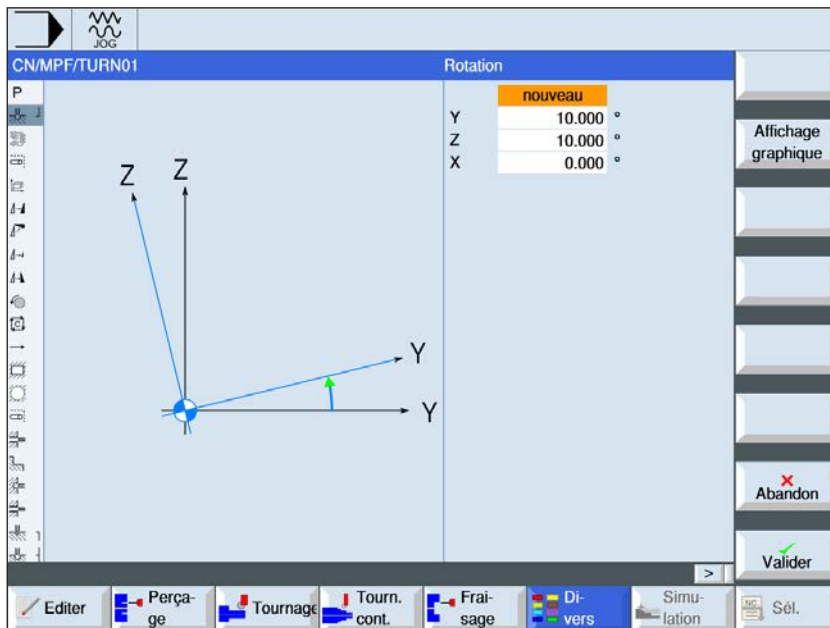 JOG
CN/MPF/TURN01
Rotation
P
nouveau
Y 10.000 °
Z 10.000 °
X 0.000 °
Affichage
graphique
Z Z
Y
Y
Abandon
Valider
>
Editer
Perça-
ge
Tournage
Tourn.
cont.
Frai-
sage
Di-
vers
Simu-
lation
NC
Sél.